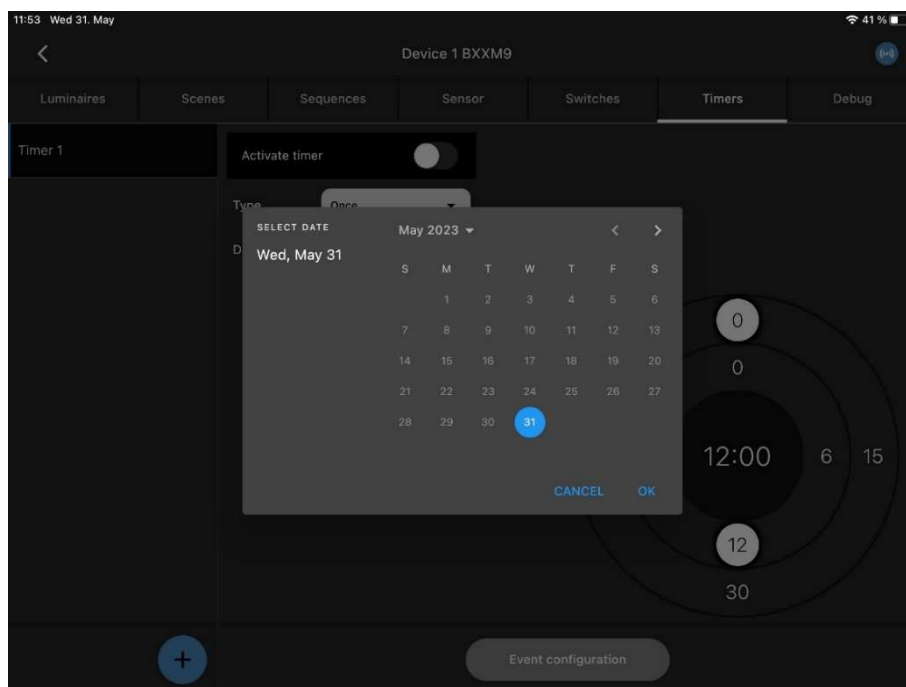 11:53 Wed 31. May 41 %
Device 1 BXXM9
Luminaires Scenes Sequences Sensor Switches Timers Debug
Timer 1
Activate timer
Type Once
D
SELECT DATE
Wed, May 31
May 2023
S M T W T F S
1 2 3 4 5 6
7 8 9 10 11 12 13
14 15 16 17 18 19 20
21 22 23 24 25 26 27
28 29 30 31
CANCEL OK
0
0
12:00 6 15
12
30
+
Event configuration